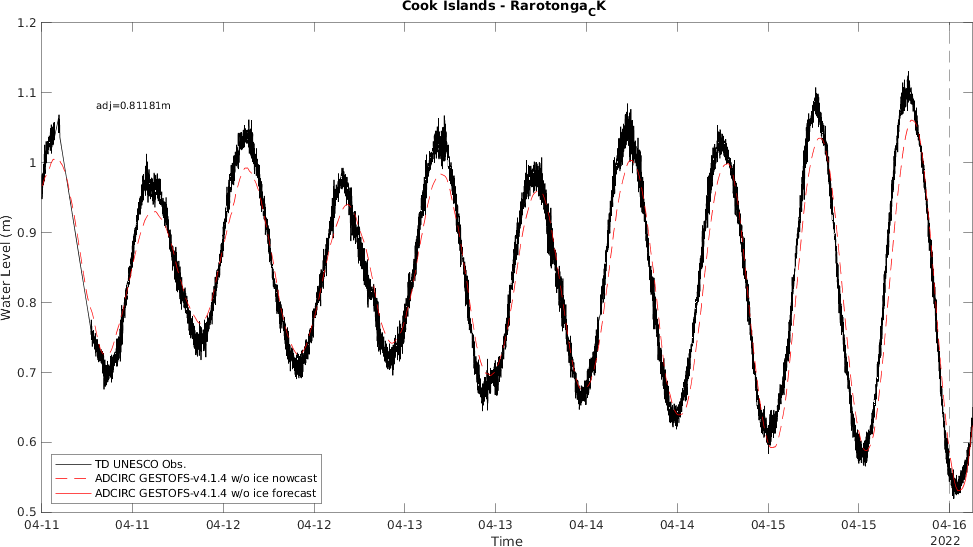 Cook Islands - Rarotonga_CK
adj=0.81181m
Water Level (m)
1.2
1.1
1
0.9
0.8
0.7
0.6
0.5
TD UNESCO Obs.
ADCIRC GESTOFS-v4.1.4 w/o ice nowcast
ADCIRC GESTOFS-v4.1.4 w/o ice forecast
04-11 04-11 04-12 04-12 04-13 04-13 04-14 04-14 04-15 04-15 04-16
Time
2022